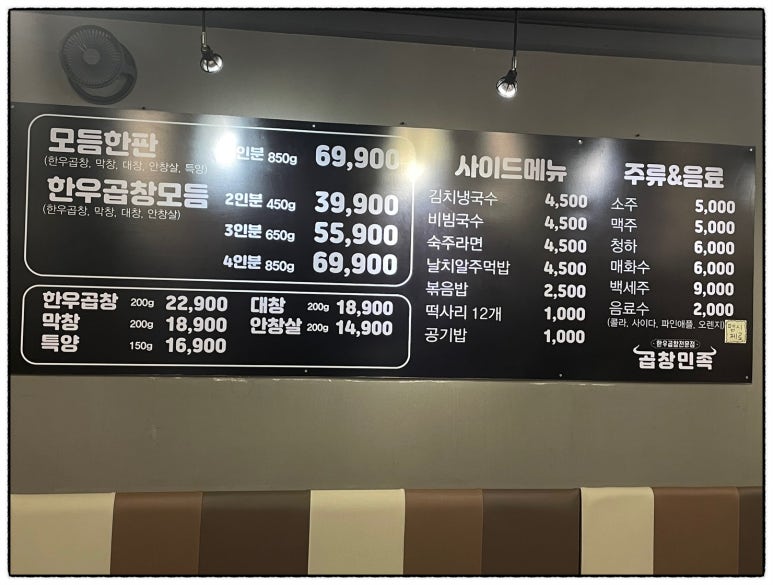 모듬한판
(한우곱창, 막창, 대창, 안창살, 특양)
인분 850g 69,900
한우곱창모듬
(한우곱창, 막창, 대창, 안창살)
2인분 450g 39,900
3인분 650g 55,900
4인분 850g 69,900
한우곱창 200g 22,900
막창 200g 18,900
특양 150g 16,900
대창 200g 18,900
안창살 200g 14,900
사이드메뉴
김치냉국수 4,500
비빔국수 4,500
숙주라면 4,500
날치알주먹밥 4,500
볶음밥 2,500
떡사리 12개 1,000
공기밥 1,000
주류&음료
소주 5,000
맥주 5,000
청하 6,000
매화수 6,000
백세주 9,000
음료수 2,000
(콜라, 사이다, 파인애플, 오렌지)
한우곱창전문점
곱창민족